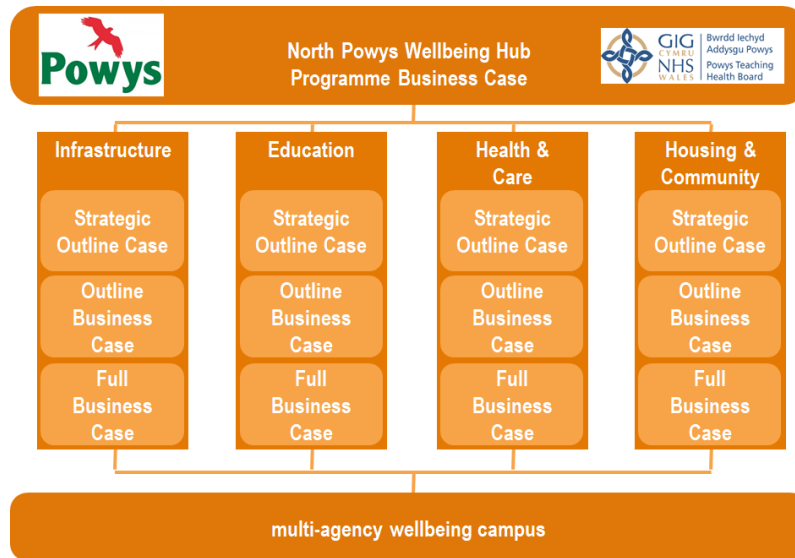 Powys
North Powys Wellbeing Hub
Programme Business Case
GIG
CYMRU
NHS
WALES
Bwrdd Iechyd
Addysgu Powys
Powys Teaching
Health Board
Infrastructure
Strategic
Outline Case
Outline
Business
Case
Full
Business
Case
Education
Strategic
Outline Case
Outline
Business
Case
Full
Business
Case
Health &
Care
Strategic
Outline Case
Outline
Business
Case
Full
Business
Case
Housing &
Community
Strategic
Outline Case
Outline
Business
Case
Full
Business
Case
multi-agency wellbeing campus